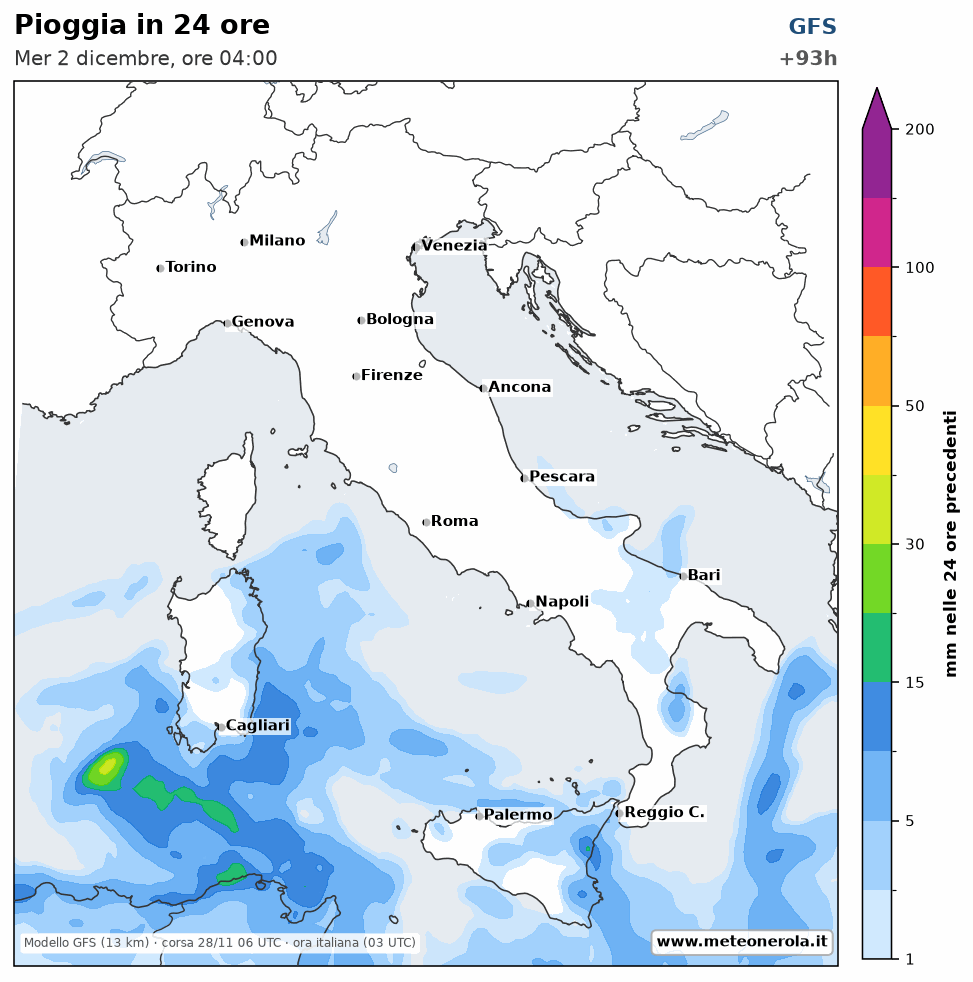 Pioggia in 24 ore
GFS
Mer 2 dicembre, ore 04:00
+93h
200
100
50
30
15
5
1
mm nelle 24 ore precedenti
Milano
Venezia
Torino
Genova
Bologna
Firenze
Ancona
Pescara
Roma
Bari
Napoli
Cagliari
Palermo
Reggio C.
Modello GFS (13 km) · corsa 28/11 06 UTC · ora italiana (03 UTC)
www.meteonerola.it